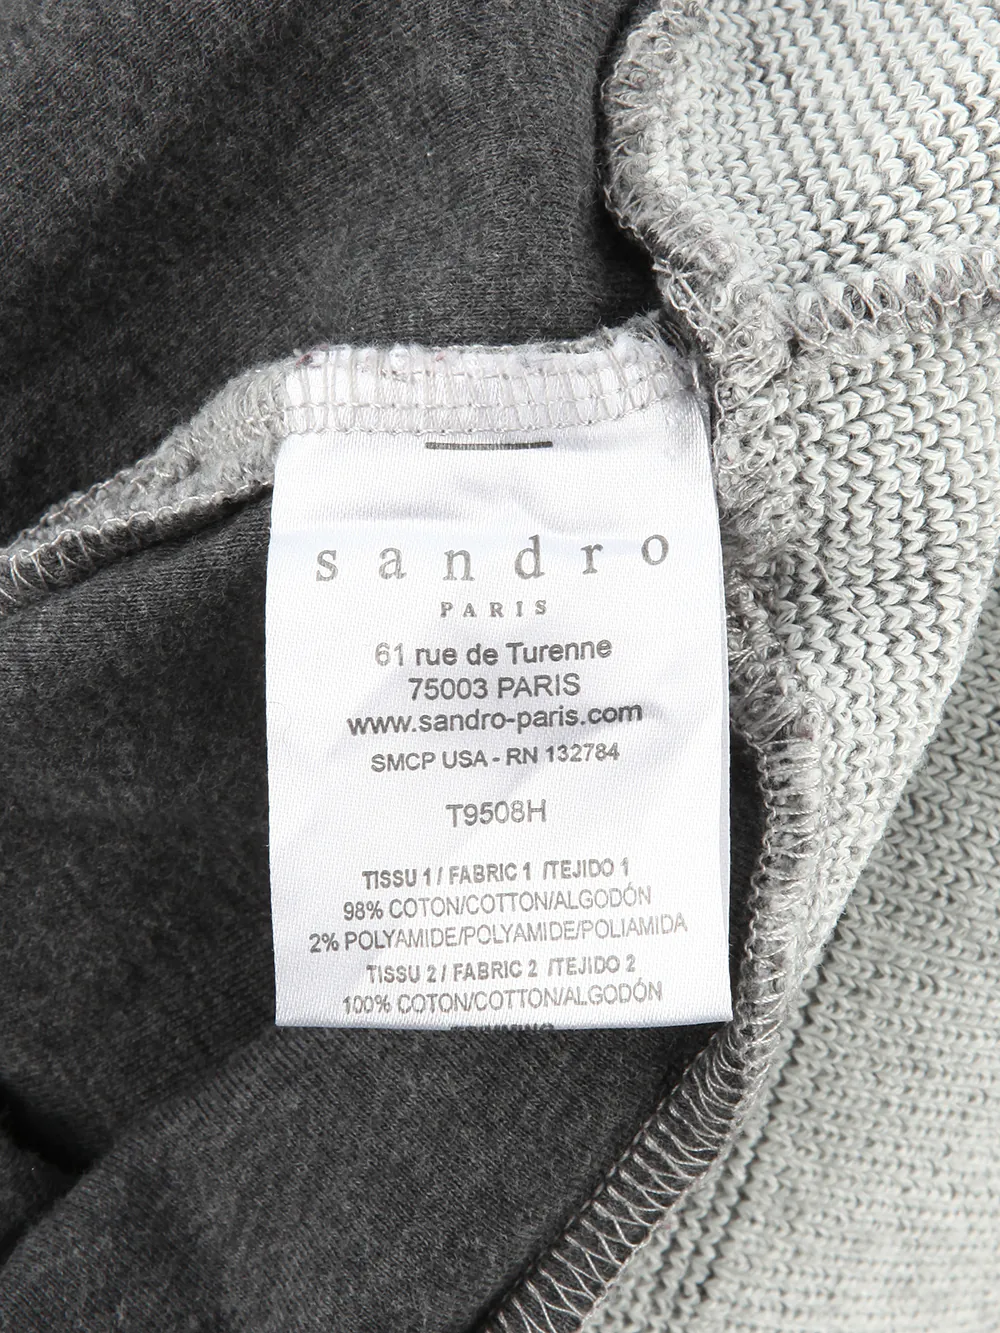 sandro
PARIS
61 rue de Turenne
75003 PARIS
www.sandro-paris.com
SMCP USA - RN 132784
T9508H
TISSU 1 / FABRIC 1 /TEJIDO 1
98% COTON/COTTON/ALGODÓN
2% POLYAMIDE/POLYAMIDE/POLIAMIDA
TISSU 2 / FABRIC 2 /TEJIDO 2
100% COTON/COTTON/ALGODÓN